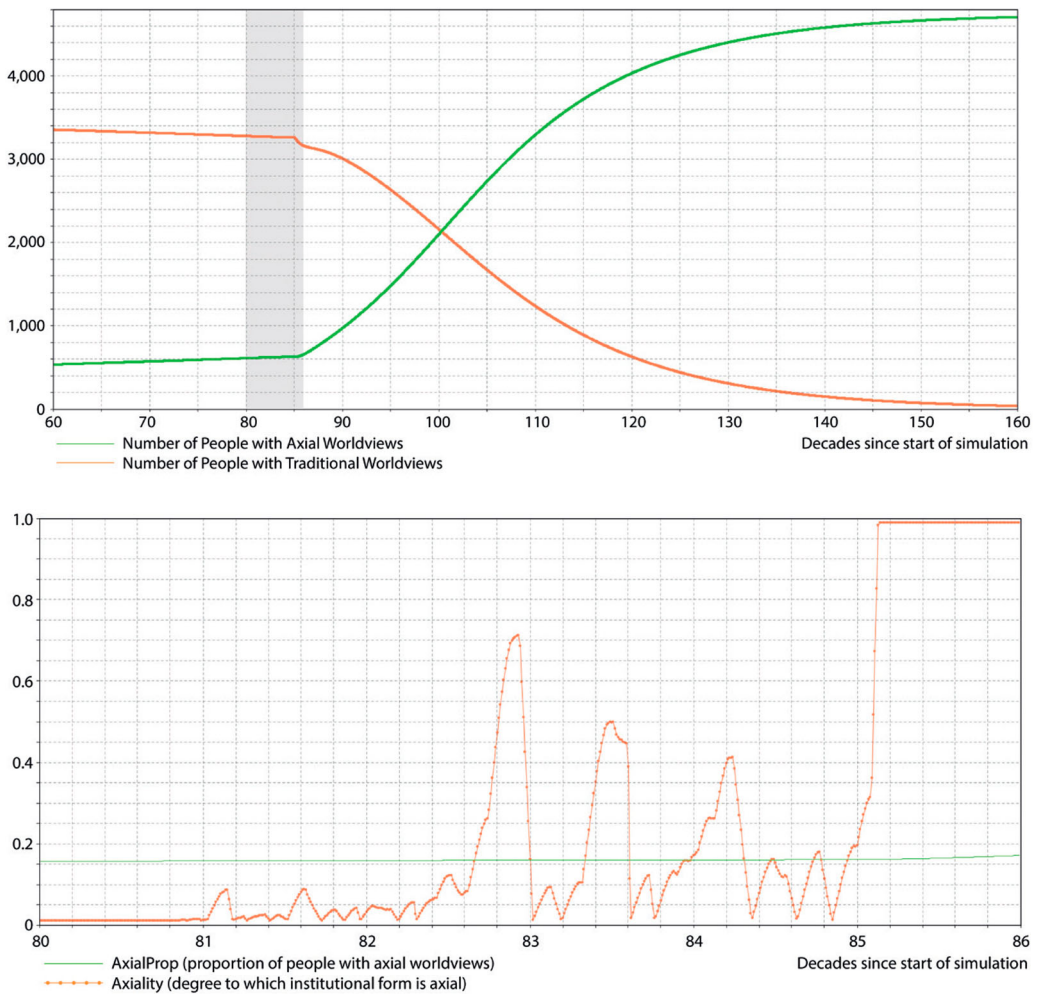 4,000
3,000
2,000
1,000
0
60 70 80 90 100 110 120 130 140 150 160
Number of People with Axial Worldviews
Decades since start of simulation
Number of People with Traditional Worldviews
1.0
0.8
0.6
0.4
0.2
0
80 81 82 83 84 85 86
AxialProp (proportion of people with axial worldviews)
Decades since start of simulation
Axiality (degree to which institutional form is axial)